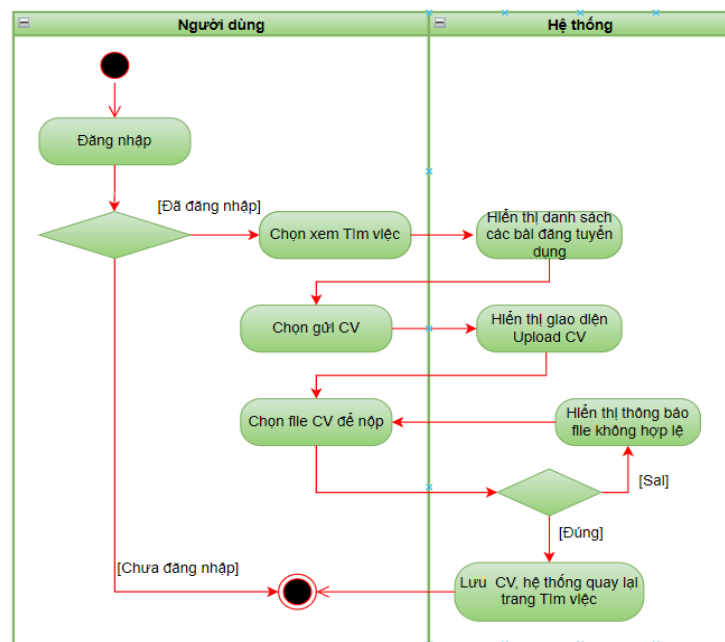 Người dùng
Hệ thống
Đăng nhập
[Đã đăng nhập]
Chọn xem Tìm việc
Hiển thị danh sách
các bài đăng tuyển
dụng
Chọn gửi CV
Hiển thị giao diện
Upload CV
Chọn file CV để nộp
Hiển thị thông báo
file không hợp lệ
[Sai]
[Đúng]
[Chưa đăng nhập]
Lưu CV, hệ thống quay lại
trang Tìm việc